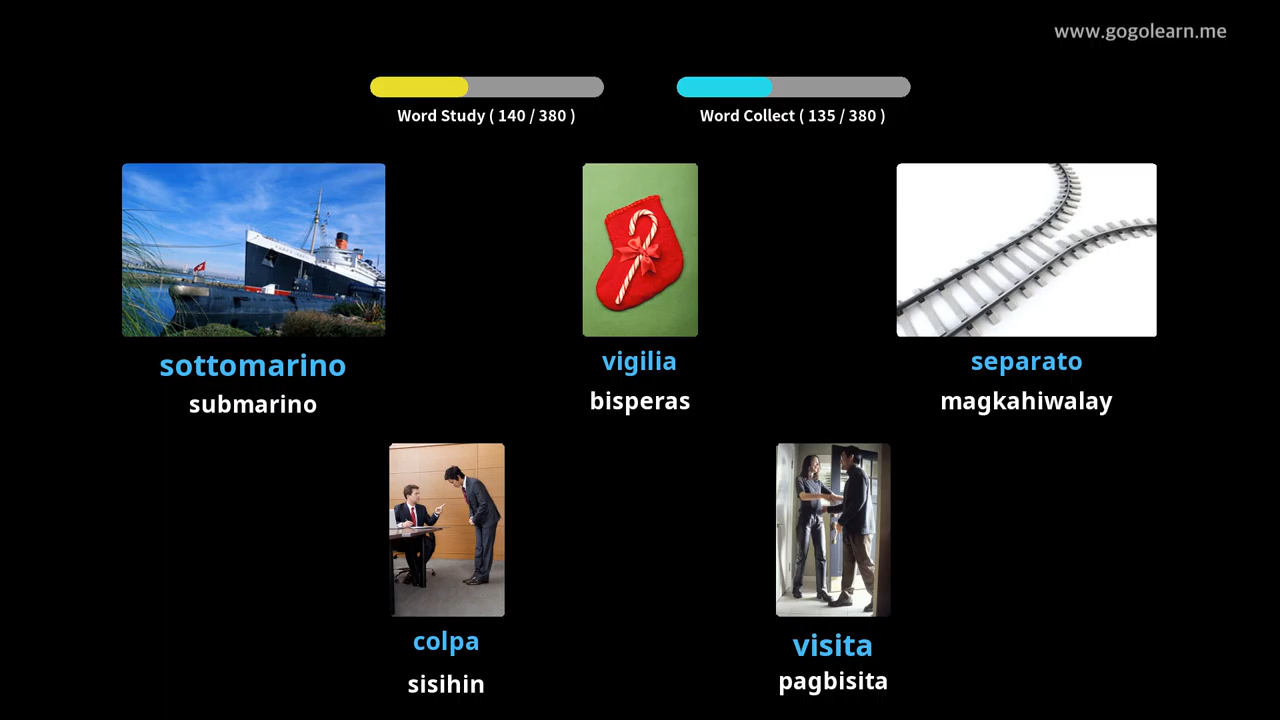 www.gogolearn.me
Word Study ( 140 / 380 )
Word Collect ( 135 / 380 )
sottomarino
submarino
vigilia
bisperas
separato
magkahiwalay
colpa
sisihin
visita
pagbisita